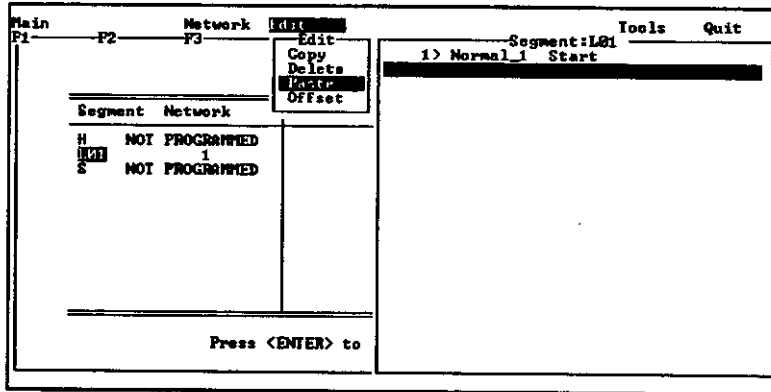 Main Network Edit Tools Quit
F1 F2 F3 Edit Segment:L01
Copy 1) Normal_1 Start
Delete
Paste
Offset
Segment Network
H NOT PROGRAMMED
L01 1
S NOT PROGRAMMED
Press <ENTER> to